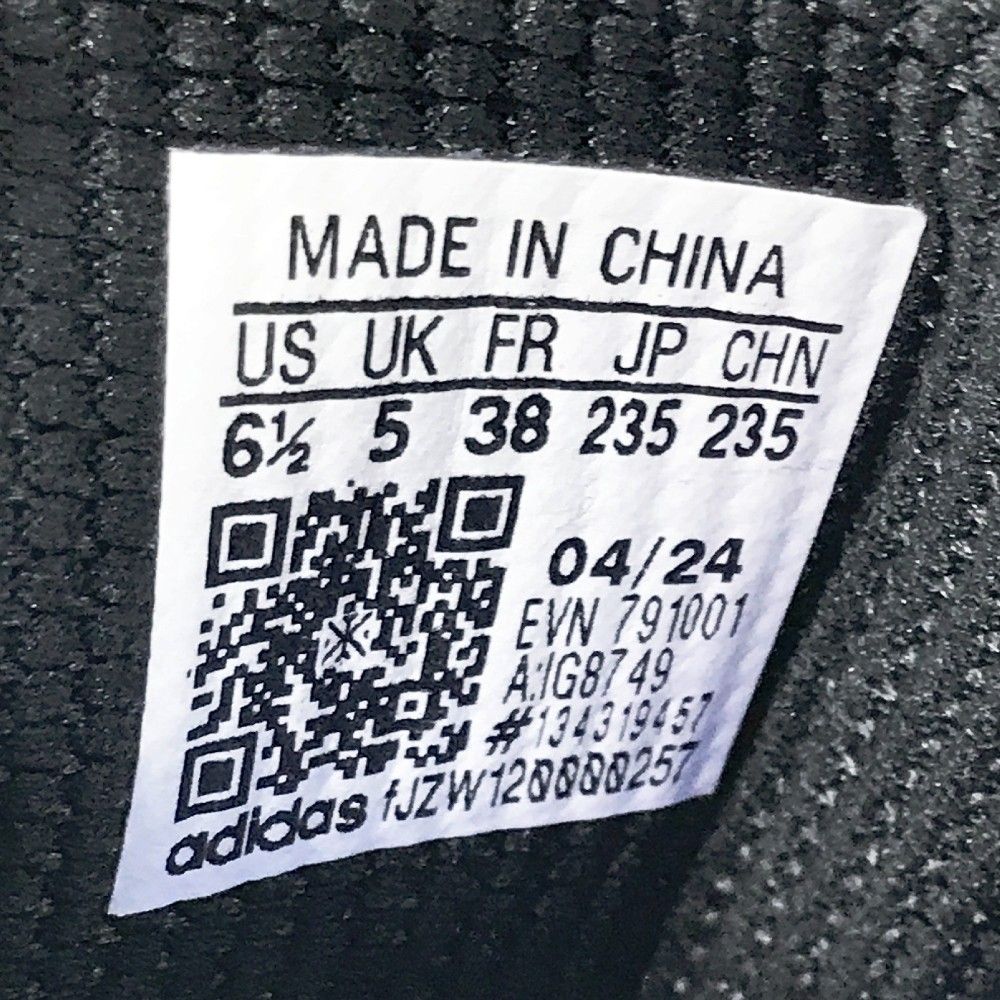 MADE IN CHINA
US UK FR JP CHN
6½ 5 38 235 235
04/24
EVN 791001
A:IG8749
#134319457
adidas fJZW120000257